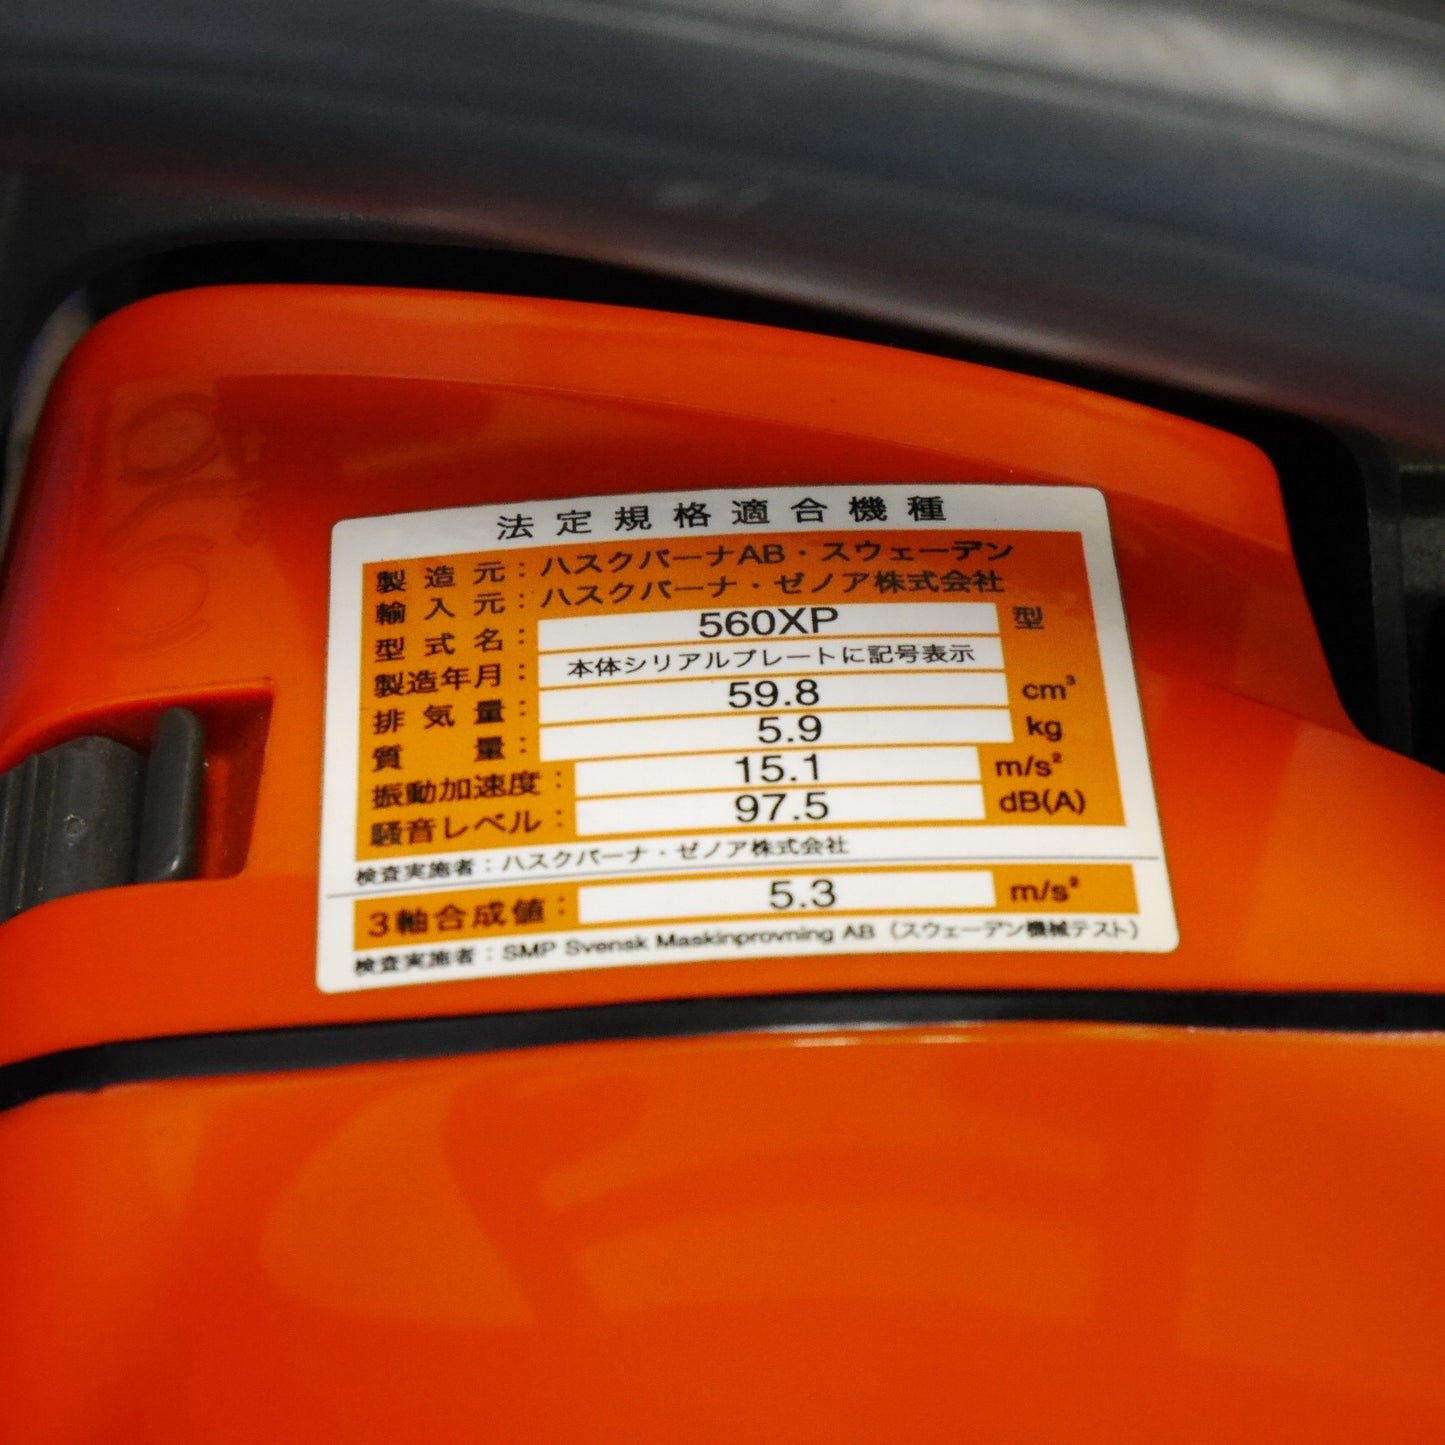 法定規格適合機種
製造元：ハスクバーナAB・スウェーデン
輸入元：ハスクバーナ・ゼノア株式会社
型式名：560XP 型
製造年月：本体シリアルプレートに記号表示
排気量：59.8 cm³
質量：5.9 kg
振動加速度：15.1 m/s²
騒音レベル：97.5 dB(A)
検査実施者：ハスクバーナ・ゼノア株式会社
3軸合成値：5.3 m/s²
検査実施者：SMP Svensk Maskinprovning AB（スウェーデン機械テスト）